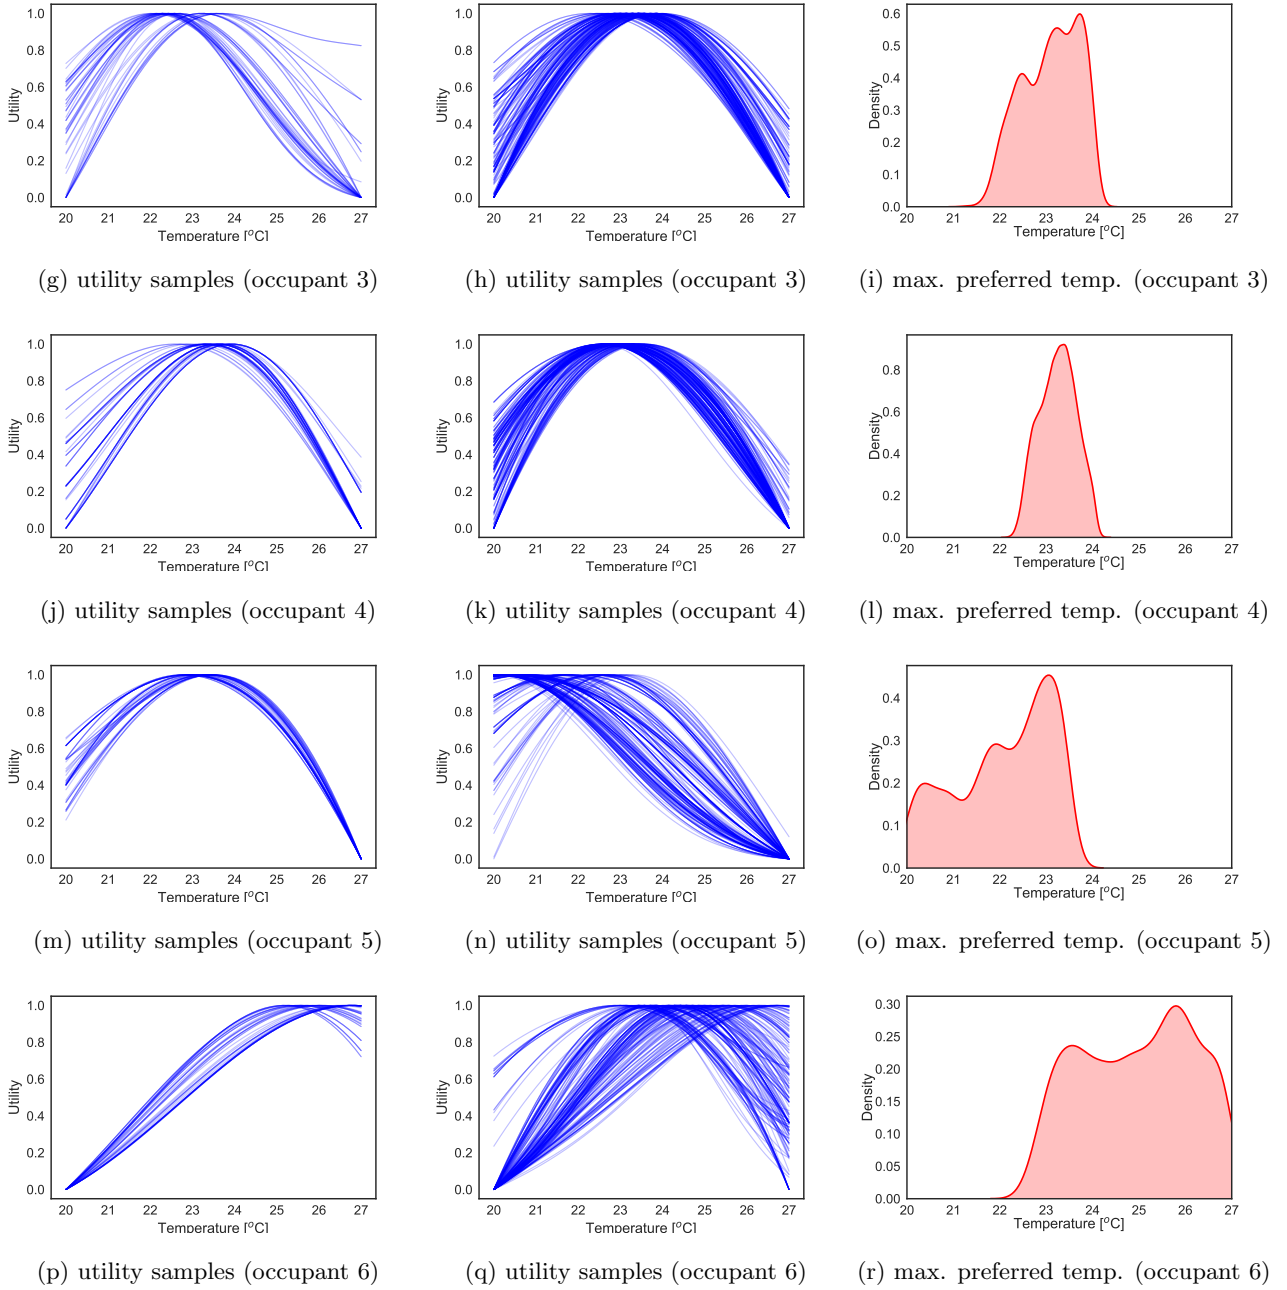 1.0
0.8
0.6
0.4
0.2
0.0
Utility
20 21 22 23 24 25 26 27
Temperature [°C]
(g) utility samples (occupant 3)
1.0
0.8
0.6
0.4
0.2
0.0
Utility
20 21 22 23 24 25 26 27
Temperature [°C]
(h) utility samples (occupant 3)
0.6
0.5
0.4
0.3
0.2
0.1
0.0
Density
20 21 22 23 24 25 26 27
Temperature [°C]
(i) max. preferred temp. (occupant 3)
1.0
0.8
0.6
0.4
0.2
0.0
Utility
20 21 22 23 24 25 26 27
Temperature [°C]
(j) utility samples (occupant 4)
1.0
0.8
0.6
0.4
0.2
0.0
Utility
20 21 22 23 24 25 26 27
Temperature [°C]
(k) utility samples (occupant 4)
0.8
0.6
0.4
0.2
0.0
Density
20 21 22 23 24 25 26 27
Temperature [°C]
(l) max. preferred temp. (occupant 4)
1.0
0.8
0.6
0.4
0.2
0.0
Utility
20 21 22 23 24 25 26 27
Temperature [°C]
(m) utility samples (occupant 5)
1.0
0.8
0.6
0.4
0.2
0.0
Utility
20 21 22 23 24 25 26 27
Temperature [°C]
(n) utility samples (occupant 5)
0.4
0.3
0.2
0.1
0.0
Density
20 21 22 23 24 25 26 27
Temperature [°C]
(o) max. preferred temp. (occupant 5)
1.0
0.8
0.6
0.4
0.2
0.0
Utility
20 21 22 23 24 25 26 27
Temperature [°C]
(p) utility samples (occupant 6)
1.0
0.8
0.6
0.4
0.2
0.0
Utility
20 21 22 23 24 25 26 27
Temperature [°C]
(q) utility samples (occupant 6)
0.30
0.25
0.20
0.15
0.10
0.05
0.00
Density
20 21 22 23 24 25 26 27
Temperature [°C]
(r) max. preferred temp. (occupant 6)